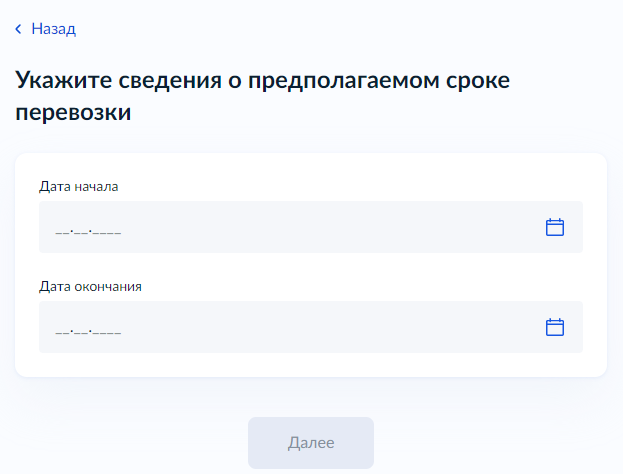 Назад
Укажите сведения о предполагаемом сроке
перевозки
Дата начала
__.__.____
Дата окончания
__.__.____
Далее